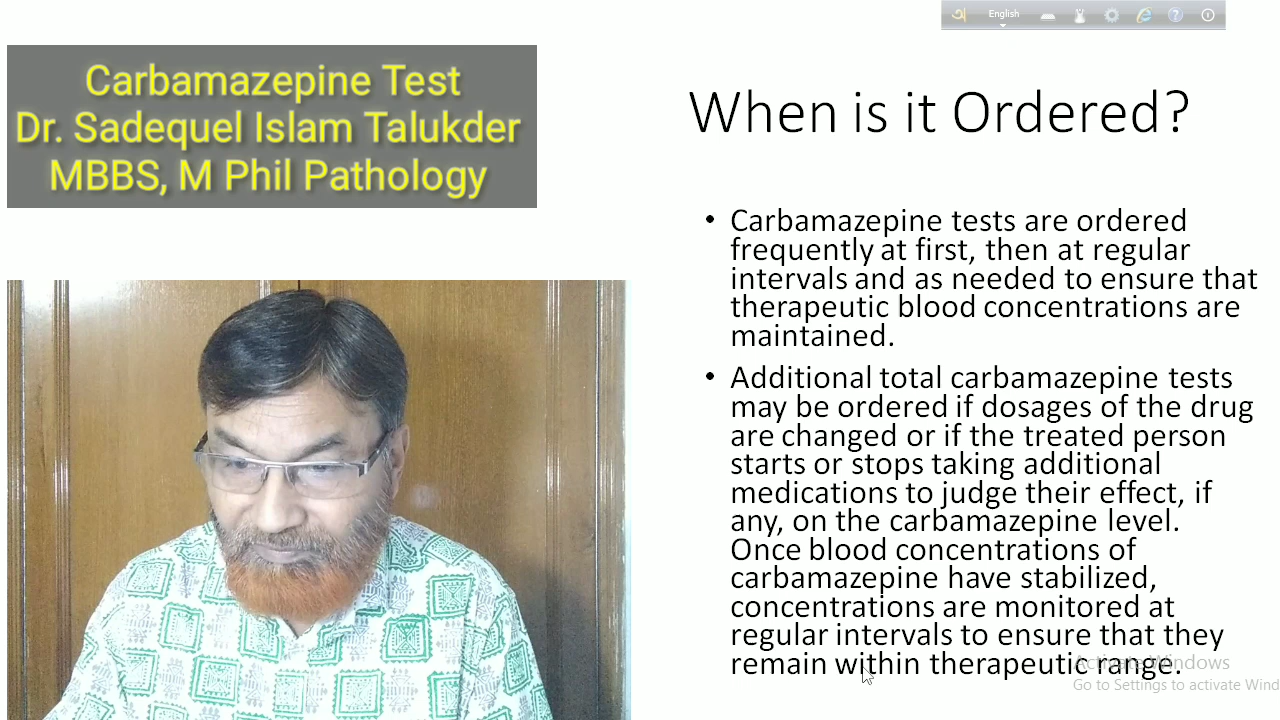 English
Carbamazepine Test
Dr. Sadequel Islam Talukder
MBBS, M Phil Pathology
When is it Ordered?
• Carbamazepine tests are ordered
frequently at first, then at regular
intervals and as needed to ensure that
therapeutic blood concentrations are
maintained.
• Additional total carbamazepine tests
may be ordered if dosages of the drug
are changed or if the treated person
starts or stops taking additional
medications to judge their effect, if
any, on the carbamazepine level.
Once blood concentrations of
carbamazepine have stabilized,
concentrations are monitored at
regular intervals to ensure that they
remain within therapeutic range.
Activate Windows
Go to Settings to activate Wind